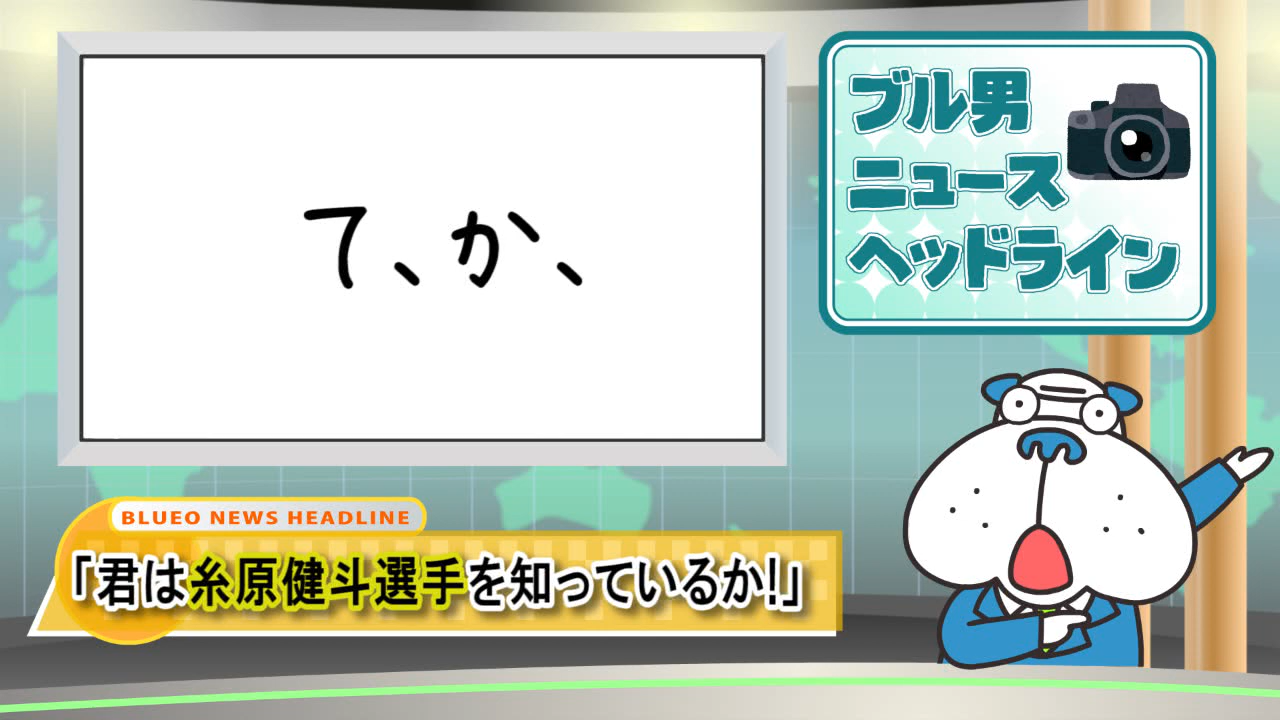 て、か、
ブル男
ニュース
ヘッドライン
BLUEO NEWS HEADLINE
「君は糸原健斗選手を知っているか!」